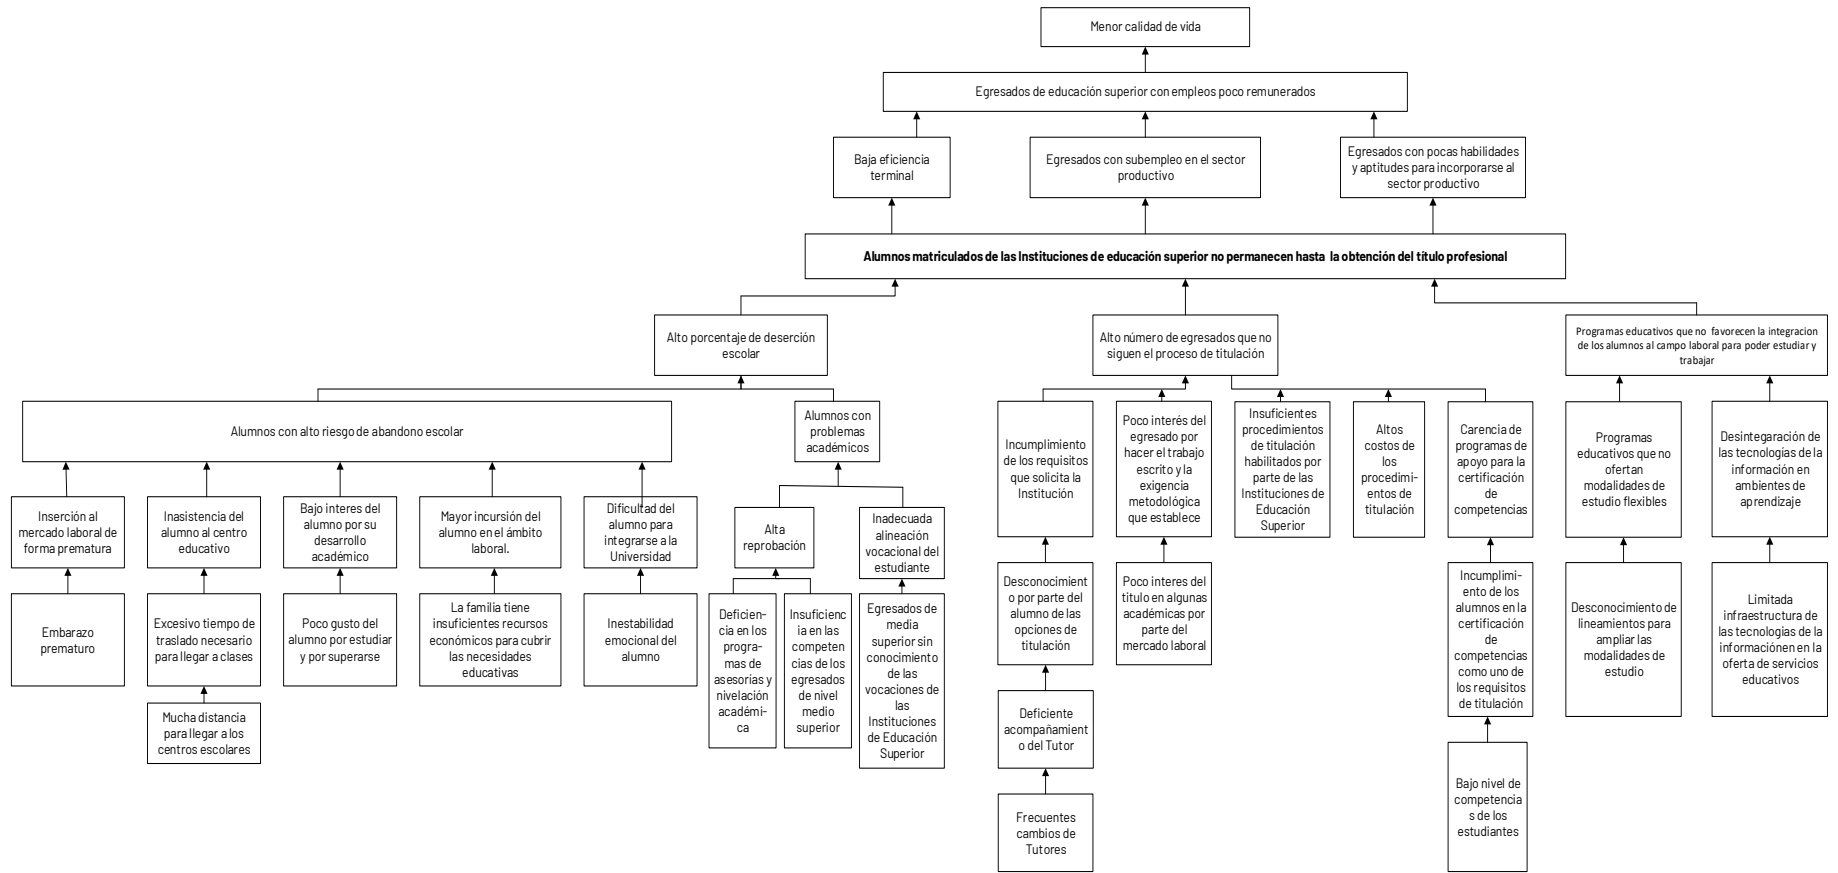 Menor calidad de vida
Egresados de educación superior con empleos poco remunerados
Baja eficiencia
terminal
Egresados con subempleo en el sector
productivo
Egresados con pocas habilidades
y aptitudes para incorporarse al
sector productivo
Alumnos matriculados de las Instituciones de educación superior no permanecen hasta la obtención del título profesional
Alto porcentaje de deserción
escolar
Alto número de egresados que no
siguen el proceso de titulación
Programas educativos que no favorecen la integracion
de los alumnos al campo laboral para poder estudiar y
trabajar
Alumnos con alto riesgo de abandono escolar
Alumnos con
problemas
académicos
Incumplimiento
de los requisitos
que solicita la
Institución
Poco interés del
egresado por
hacer el trabajo
escrito y la
exigencia
metodológica
que establece
Insuficientes
procedimientos
de titulación
habilitados por
parte de las
Instituciones de
Educación
Superior
Altos
costos de
los
procedimi-
entos de
titulación
Carencia de
programas de
apoyo para la
certificación
de
competencias
Programas
educativos que no
ofertan
modalidades de
estudio flexibles
Desintegaración de
las tecnologías de la
información en
ambientes de
aprendizaje
Inserción al
mercado laboral de
forma prematura
Inasistencia del
alumno al centro
educativo
Bajo interes del
alumno por su
desarrollo
académico
Mayor incursión del
alumno en el ámbito
laboral.
Dificultad del
alumno para
integrarse a la
Universidad
Alta
reprobación
Inadecuada
alineación
vocacional del
estudiante
Embarazo
prematuro
Excesivo tiempo de
traslado necesario
para llegar a clases
Poco gusto del
alumno por estudiar
y por superarse
La familia tiene
insuficientes recursos
económicos para cubrir
las necesidades
educativas
Inestabilidad
emocional del
alumno
Deficien-
cia en los
progra-
mas de
asesorías y
nivelación
académi-
ca
Insuficienc
ia en las
competen
cias de los
egresados
de nivel
medio
superior
Egresados de
media
superior sin
conocimiento
de las
vocaciones de
las
Instituciones
de Educación
Superior
Desconocimient
o por parte del
alumno de las
opciones de
titulación
Poco interes del
titulo en algunas
académicas por
parte del
mercado laboral
Incumplimi-
ento de los
alumnos en la
certificación
de
competencias
como uno de
los requisitos
de titulación
Desconocimiento de
lineamientos para
ampliar las
modalidades de
estudio
Limitada
infraestructura de
las tecnologías de la
informaciónen en la
oferta de servicios
educativos
Mucha distancia
para llegar a los
centros escolares
Deficiente
acompañamient
o del Tutor
Bajo nivel de
competencia
s de los
estudiantes
Frecuentes
cambios de
Tutores